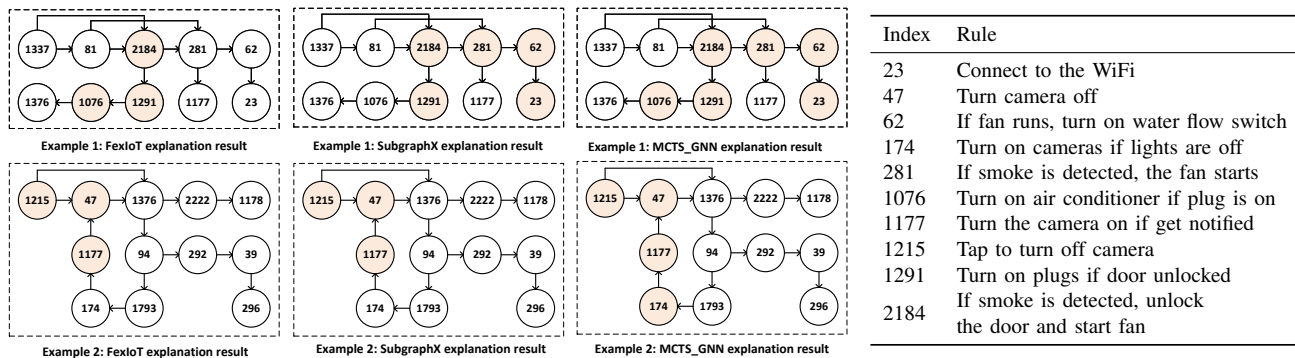 1337 81 2184 281 62
1376 1076 1291 1177 23
Example 1: FexIoT explanation result
1337 81 2184 281 62
1376 1076 1291 1177 23
Example 1: SubgraphX explanation result
1337 81 2184 281 62
1376 1076 1291 1177 23
Example 1: MCTS_GNN explanation result
1215 47 1376 2222 1178
1177 94 292 39
174 1793 296
Example 2: FexIoT explanation result
1215 47 1376 2222 1178
1177 94 292 39
174 1793 296
Example 2: SubgraphX explanation result
1215 47 1376 2222 1178
1177 94 292 39
174 1793 296
Example 2: MCTS_GNN explanation result
Index Rule
23 Connect to the WiFi
47 Turn camera off
62 If fan runs, turn on water flow switch
174 Turn on cameras if lights are off
281 If smoke is detected, the fan starts
1076 Turn on air conditioner if plug is on
1177 Turn the camera on if get notified
1215 Tap to turn off camera
1291 Turn on plugs if door unlocked
2184 If smoke is detected, unlock
the door and start fan